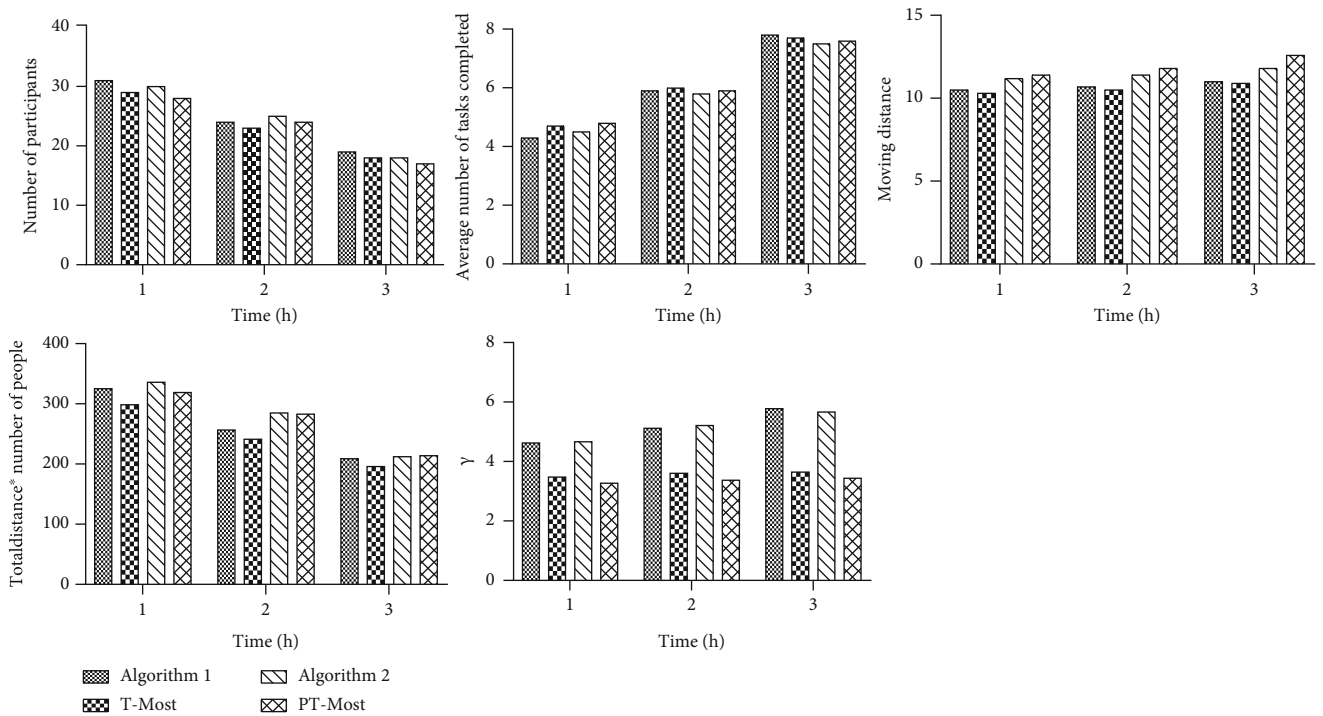 Number of participants
40
30
20
10
0
1
2
3
Time (h)
Average number of tasks completed
8
6
4
2
0
1
2
3
Time (h)
Moving distance
15
10
5
0
1
2
3
Time (h)
Totaldistance* number of people
400
300
200
100
0
1
2
3
Time (h)
γ
8
6
4
2
0
1
2
3
Time (h)
Algorithm 1
Algorithm 2
T-Most
PT-Most